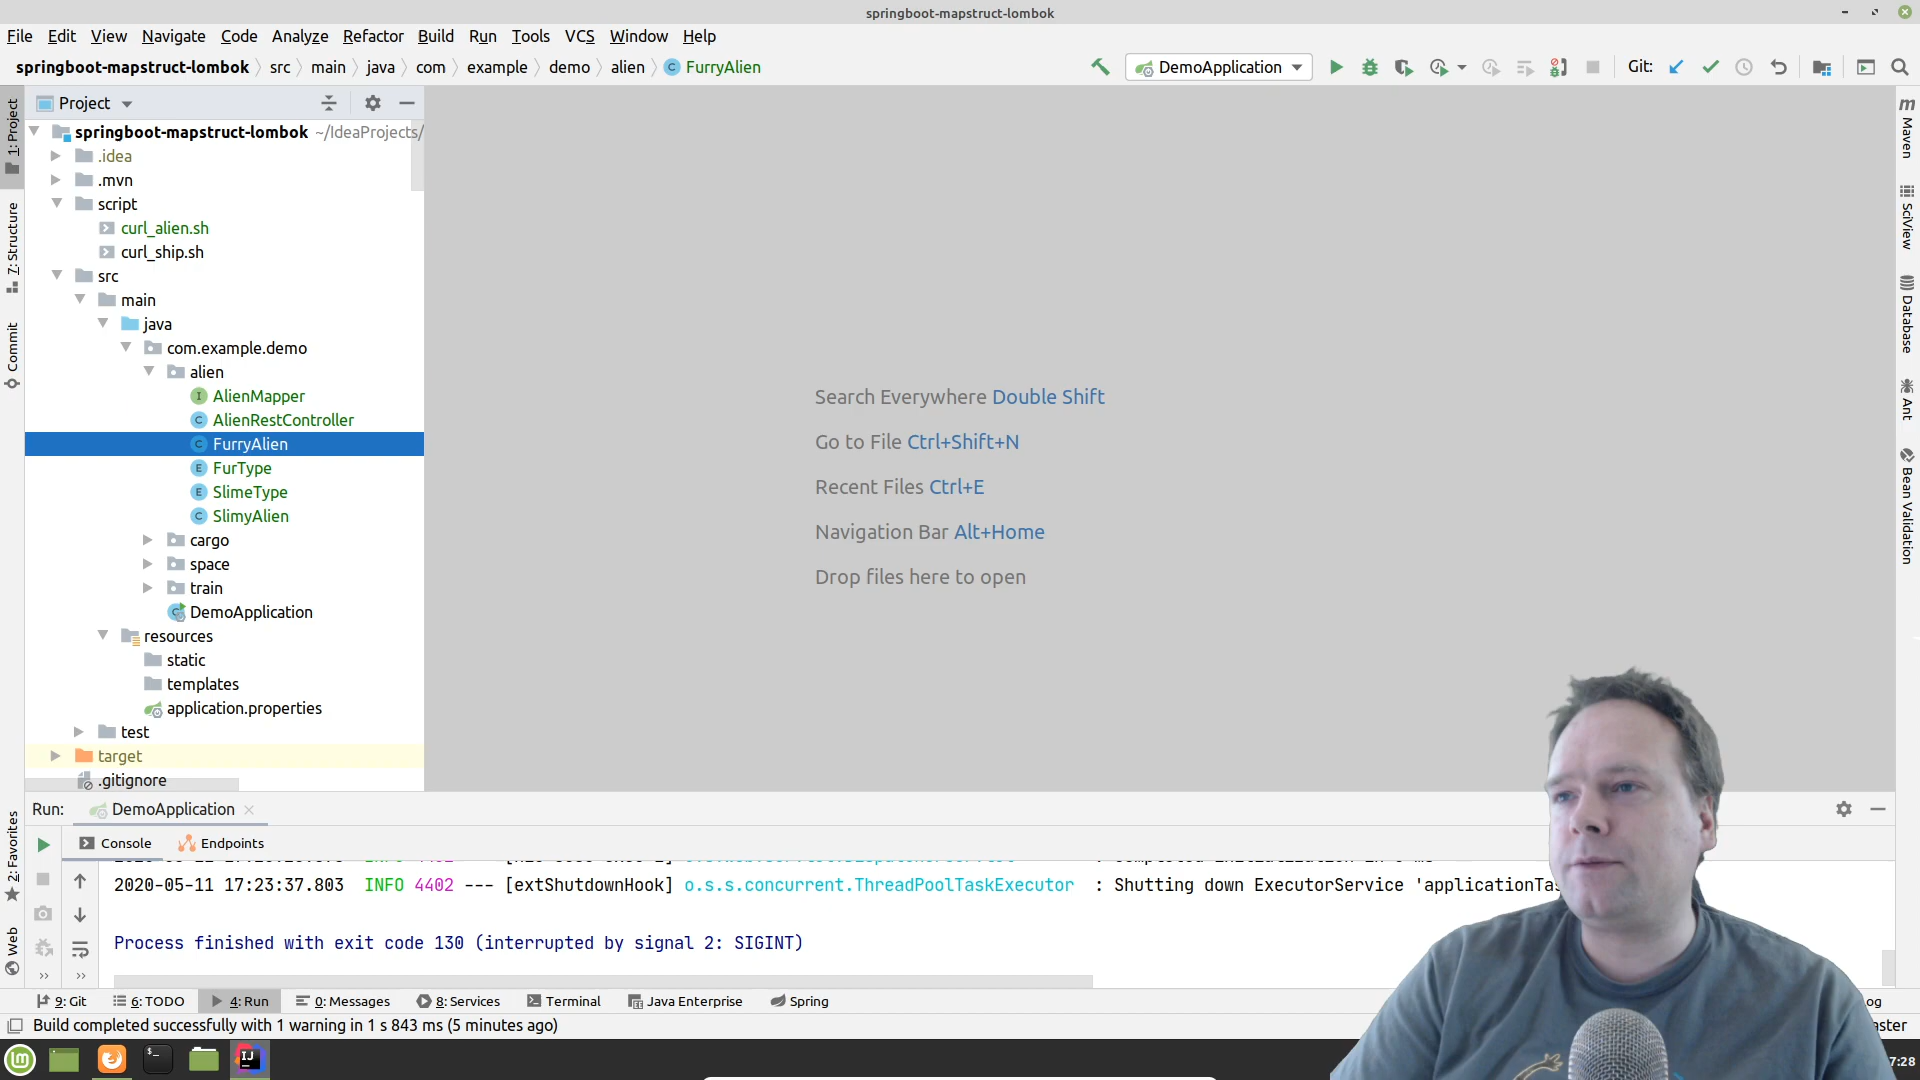 springboot-mapstruct-lombok
File Edit View Navigate Code Analyze Refactor Build Run Tools VCS Window Help
springboot-mapstruct-lombok src main java com example demo alien FurryAlien
DemoApplication
Git:
1: Project
7: Structure
Commit
2: Favorites
Web
Project
springboot-mapstruct-lombok ~/IdeaProjects/
.idea
.mvn
script
curl_alien.sh
curl_ship.sh
src
main
java
com.example.demo
alien
AlienMapper
AlienRestController
FurryAlien
FurType
SlimeType
SlimyAlien
cargo
space
train
DemoApplication
resources
static
templates
application.properties
test
target
.gitignore
Search Everywhere Double Shift
Go to File Ctrl+Shift+N
Recent Files Ctrl+E
Navigation Bar Alt+Home
Drop files here to open
Maven
SciView
Database
Ant
Bean Validation
Run: DemoApplication
Console Endpoints
2020-05-11 17:23:37.803 INFO 4402 --- [extShutdownHook] o.s.s.concurrent.ThreadPoolTaskExecutor : Shutting down ExecutorService 'applicationTas
Process finished with exit code 130 (interrupted by signal 2: SIGINT)
9: Git 6: TODO 4: Run 0: Messages 8: Services Terminal Java Enterprise Spring
Build completed successfully with 1 warning in 1 s 843 ms (5 minutes ago)
7:28